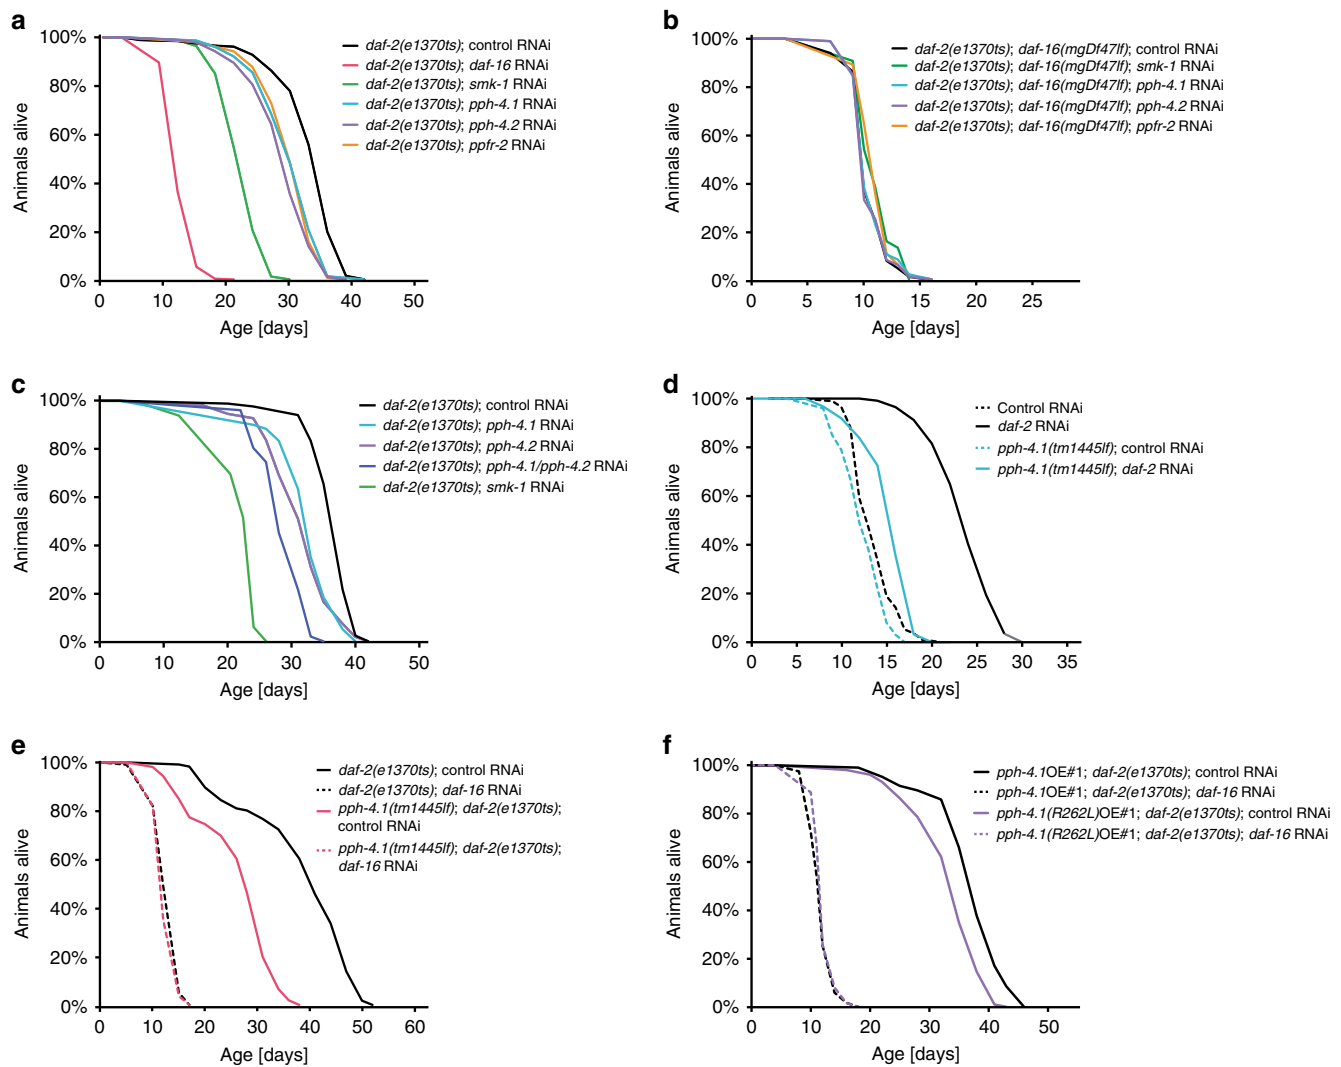 a
100%
80%
60%
40%
20%
0%
Animals alive
0 10 20 30 40 50
Age [days]
daf-2(e1370ts); control RNAi
daf-2(e1370ts); daf-16 RNAi
daf-2(e1370ts); smk-1 RNAi
daf-2(e1370ts); pph-4.1 RNAi
daf-2(e1370ts); pph-4.2 RNAi
daf-2(e1370ts); ppfr-2 RNAi
b
100%
80%
60%
40%
20%
0%
Animals alive
0 5 10 15 20 25
Age [days]
daf-2(e1370ts); daf-16(mgDf47lf); control RNAi
daf-2(e1370ts); daf-16(mgDf47lf); smk-1 RNAi
daf-2(e1370ts); daf-16(mgDf47lf); pph-4.1 RNAi
daf-2(e1370ts); daf-16(mgDf47lf); pph-4.2 RNAi
daf-2(e1370ts); daf-16(mgDf47lf); ppfr-2 RNAi
c
100%
80%
60%
40%
20%
0%
Animals alive
0 10 20 30 40 50
Age [days]
daf-2(e1370ts); control RNAi
daf-2(e1370ts); pph-4.1 RNAi
daf-2(e1370ts); pph-4.2 RNAi
daf-2(e1370ts); pph-4.1/pph-4.2 RNAi
daf-2(e1370ts); smk-1 RNAi
d
100%
80%
60%
40%
20%
0%
Animals alive
0 5 10 15 20 25 30 35
Age [days]
Control RNAi
daf-2 RNAi
pph-4.1(tm1445lf); control RNAi
pph-4.1(tm1445lf); daf-2 RNAi
e
100%
80%
60%
40%
20%
0%
Animals alive
0 10 20 30 40 50 60
Age [days]
daf-2(e1370ts); control RNAi
daf-2(e1370ts); daf-16 RNAi
pph-4.1(tm1445lf); daf-2(e1370ts);
control RNAi
pph-4.1(tm1445lf); daf-2(e1370ts);
daf-16 RNAi
f
100%
80%
60%
40%
20%
0%
Animals alive
0 10 20 30 40 50
Age [days]
pph-4.1OE#1; daf-2(e1370ts); control RNAi
pph-4.1OE#1; daf-2(e1370ts); daf-16 RNAi
pph-4.1(R262L)OE#1; daf-2(e1370ts); control RNAi
pph-4.1(R262L)OE#1; daf-2(e1370ts); daf-16 RNAi